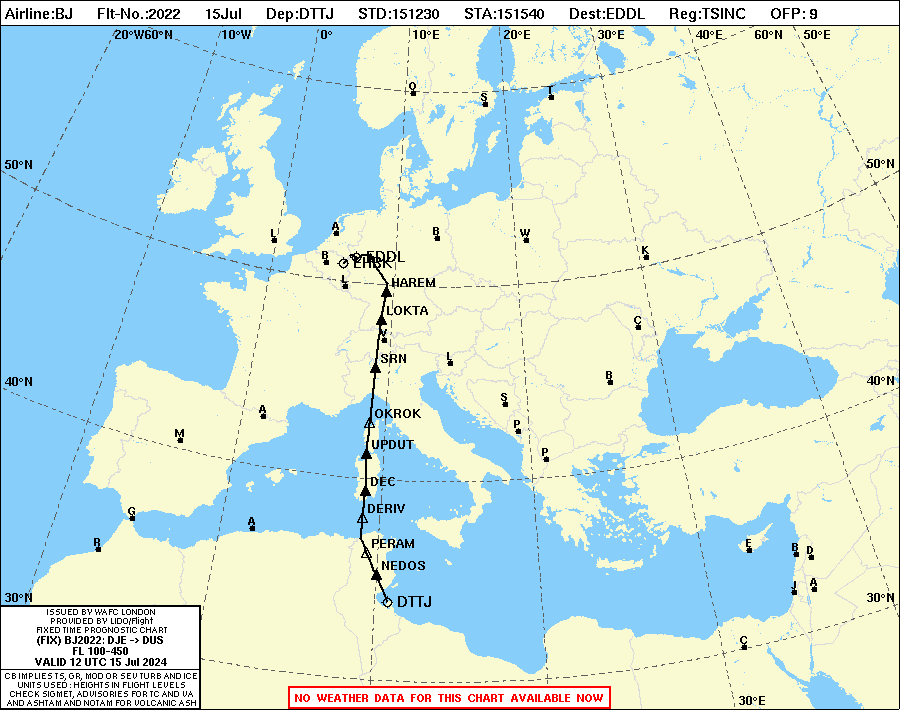 Airline:BJ Flt-No.:2022 15Jul Dep:DTTJ STD:151230 STA:151540 Dest:EDDL Reg:TSINC OFP: 9
20°W60°N 10°W 0° 10°E 20°E 30°E 40°E 60°N 50°E
O
S
T
50°N 50°N
L A B W K
B EDDL
L HAREM
LOKTA C
V
SRN L
B
40°N 40°N
S
A OKROK
M P
UPDUT P
DEC
G DERIV
A
R PERAM E B D
NEDOS
J A
30°N DTTJ 30°N
C
ISSUED BY WAFC LONDON
PROVIDED BY LIDO/Flight
FIXED TIME PROGNOSTIC CHART
(FIX) BJ2022: DJE -> DUS
FL 100-450
VALID 12 UTC 15 Jul 2024
CB IMPLIES TS, GR, MOD OR SEV TURB AND ICE
UNITS USED : HEIGHTS IN FLIGHT LEVELS
CHECK SIGMET, ADVISORIES FOR TC AND VA
AND ASHTAM AND NOTAM FOR VOLCANIC ASH
NO WEATHER DATA FOR THIS CHART AVAILABLE NOW
30°E